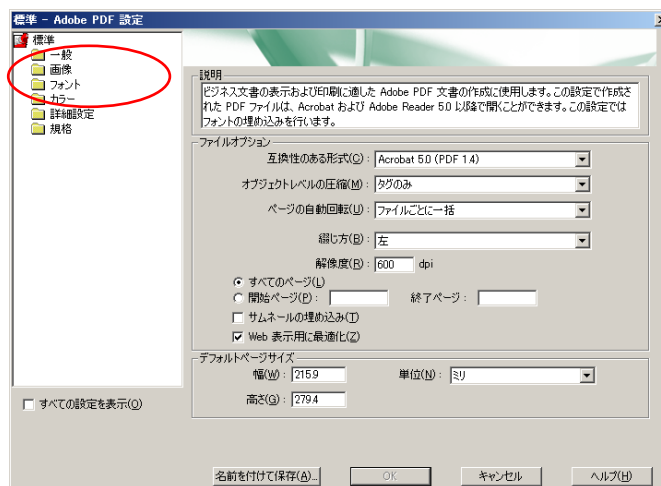 標準 - Adobe PDF 設定
標準
一般
画像
フォント
カラー
詳細設定
規格
説明
ビジネス文書の表示および印刷に適した Adobe PDF 文書の作成に使用します。この設定で作成さ
れた PDF ファイルは、Acrobat および Adobe Reader 5.0 以降で開くことができます。この設定では
フォントの埋め込みを行います。
ファイルオプション
互換性のある形式(C): Acrobat 5.0 (PDF 1.4)
オブジェクトレベルの圧縮(M): タグのみ
ページの自動回転(U): ファイルごとに一括
綴じ方(B): 左
解像度(R): 600 dpi
すべてのページ(L)
開始ページ(P): 終了ページ:
サムネールの埋め込み(T)
Web 表示用に最適化(Z)
デフォルトページサイズ
幅(W): 215.9 単位(N): ミリ
高さ(G): 279.4
すべての設定を表示(O)
名前を付けて保存(A)... OK キャンセル ヘルプ(H)